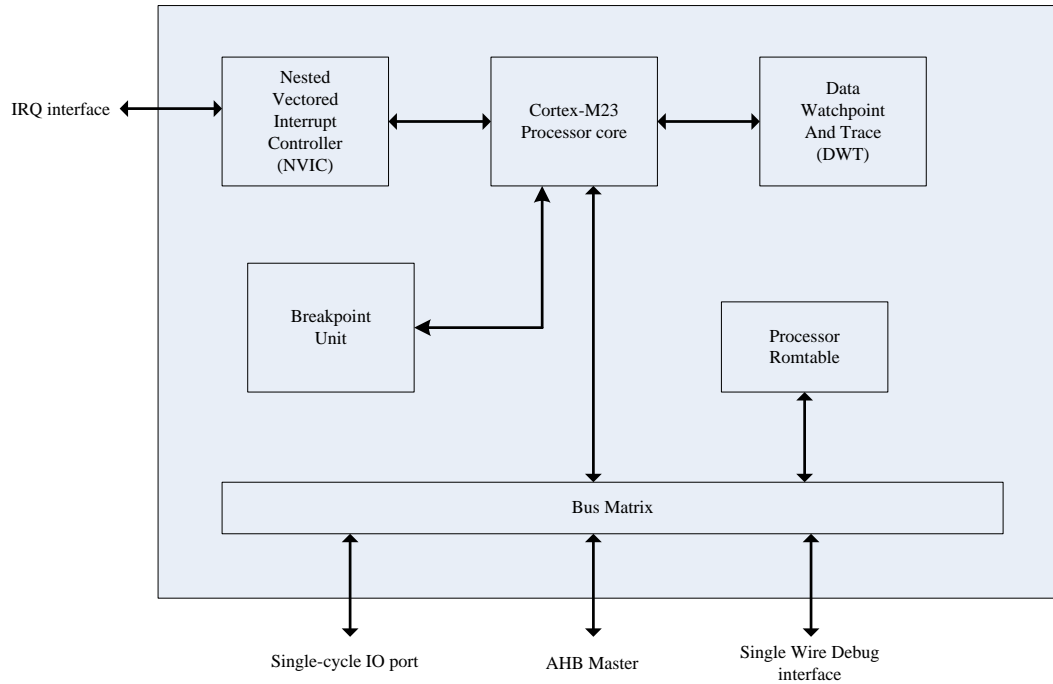 IRQ interface
Nested
Vectored
Interrupt
Controller
(NVIC)
Cortex-M23
Processor core
Data
Watchpoint
And Trace
(DWT)
Breakpoint
Unit
Processor
Romtable
Bus Matrix
Single-cycle IO port
AHB Master
Single Wire Debug
interface